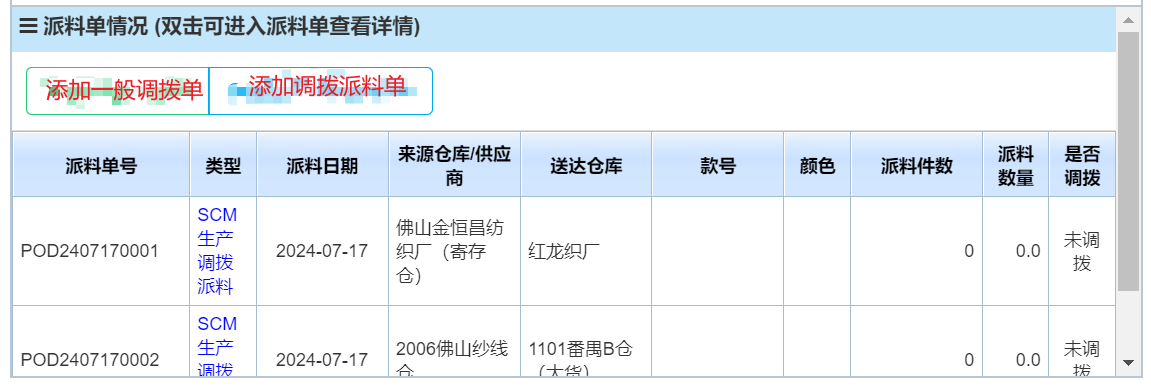 派料单情况 (双击可进入派料单查看详情)
添加一般调拨单 添加调拨派料单
派料单号 类型 派料日期 来源仓库/供应商 送达仓库 款号 颜色 派料件数 派料数量 是否调拨
POD2407170001 SCM生产调拨派料 2024-07-17 佛山金恒昌纺织厂（寄存仓） 红龙织厂 0 0.0 未调拨
POD2407170002 SCM生产调拨 2024-07-17 2006佛山纱线仓 1101番禺B仓（大货） 0 0.0 未调拨